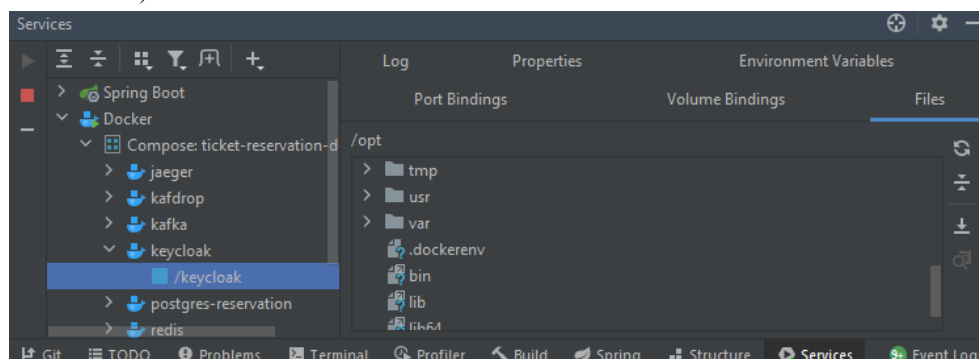 Services
Log Properties Environment Variables
Port Bindings Volume Bindings Files
Spring Boot
Docker
Compose: ticket-reservation-d
jaeger
kafdrop
kafka
keycloak
/keycloak
postgres-reservation
redis
/opt
tmp
usr
var
.dockerenv
bin
lib
lib64
Git TODO Problems Terminal Profiler Build Spring Structure Services 9+ Event Log